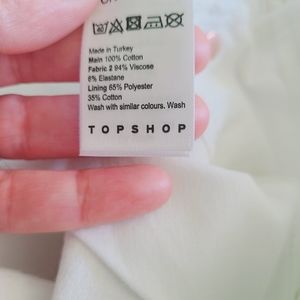 Made in Turkey
Main 100% Cotton
Fabric 2 94% Viscose
6% Elastane
Lining 65% Polyester
35% Cotton
Wash with similar colours. Wash
TOPSHOP